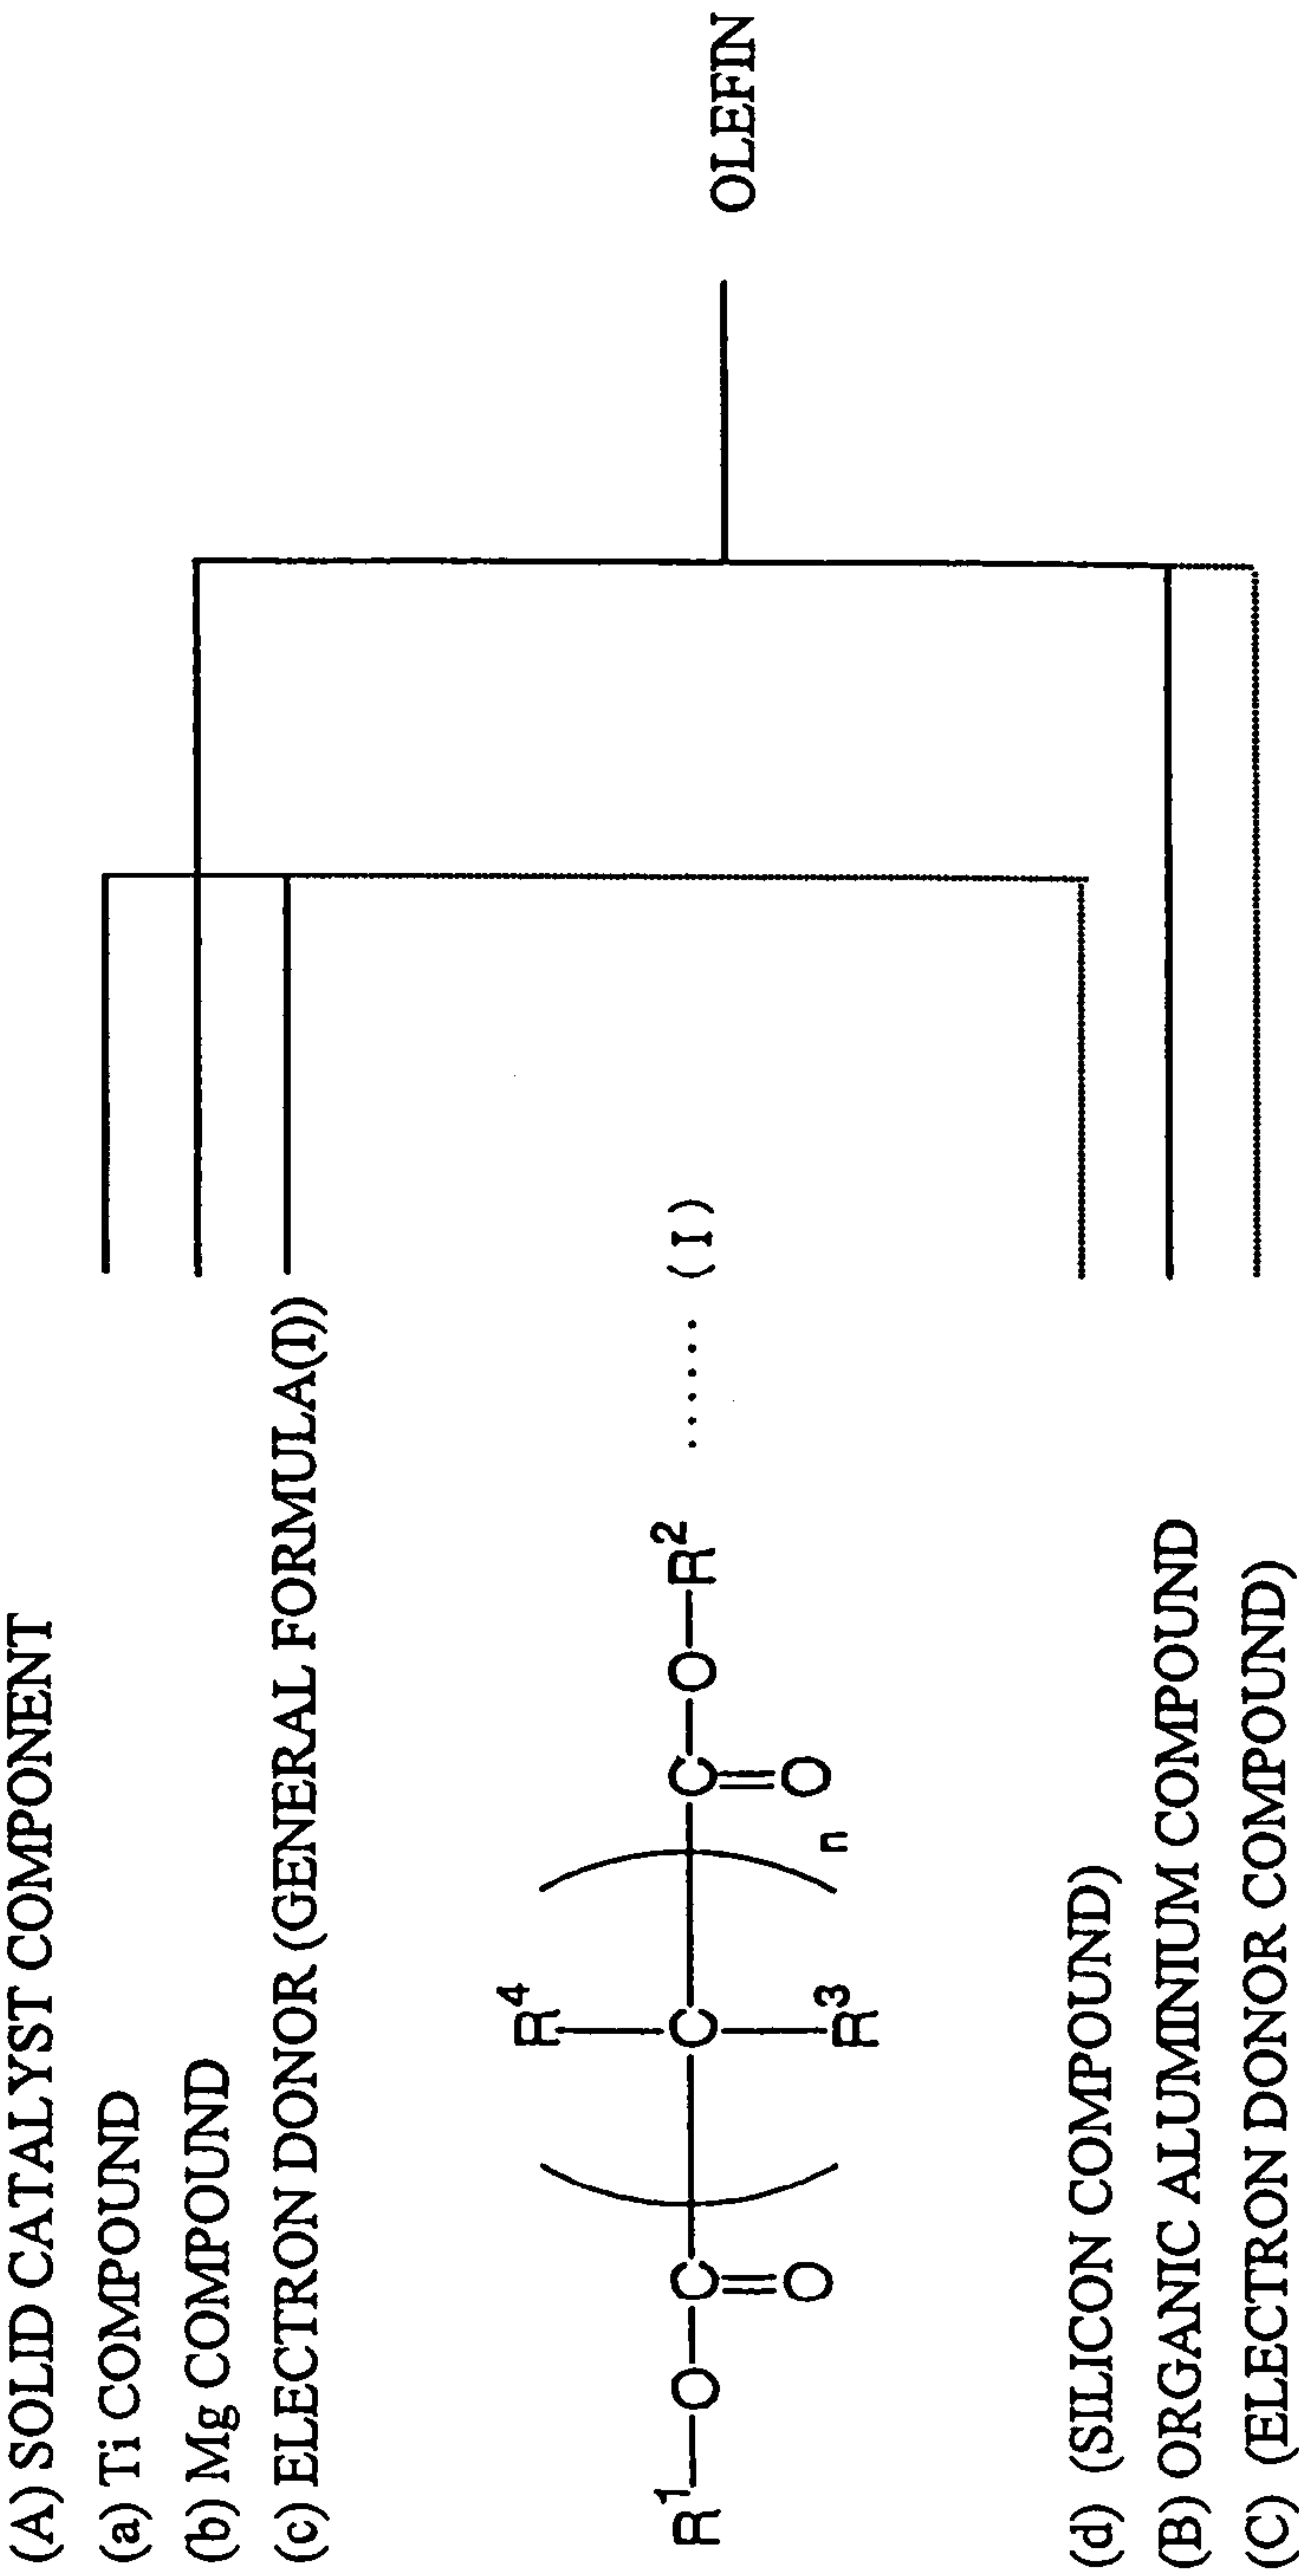 (A) SOLID CATALYST COMPONENT
(a) Ti COMPOUND
(b) Mg COMPOUND
(c) ELECTRON DONOR (GENERAL FORMULA(I))
R⁴
R¹—O—C—(C)—C—O—R² ······ (I)
O R³ n O
(d) (SILICON COMPOUND)
(B) ORGANIC ALUMINIUM COMPOUND
(C) (ELECTRON DONOR COMPOUND)
OLEFIN